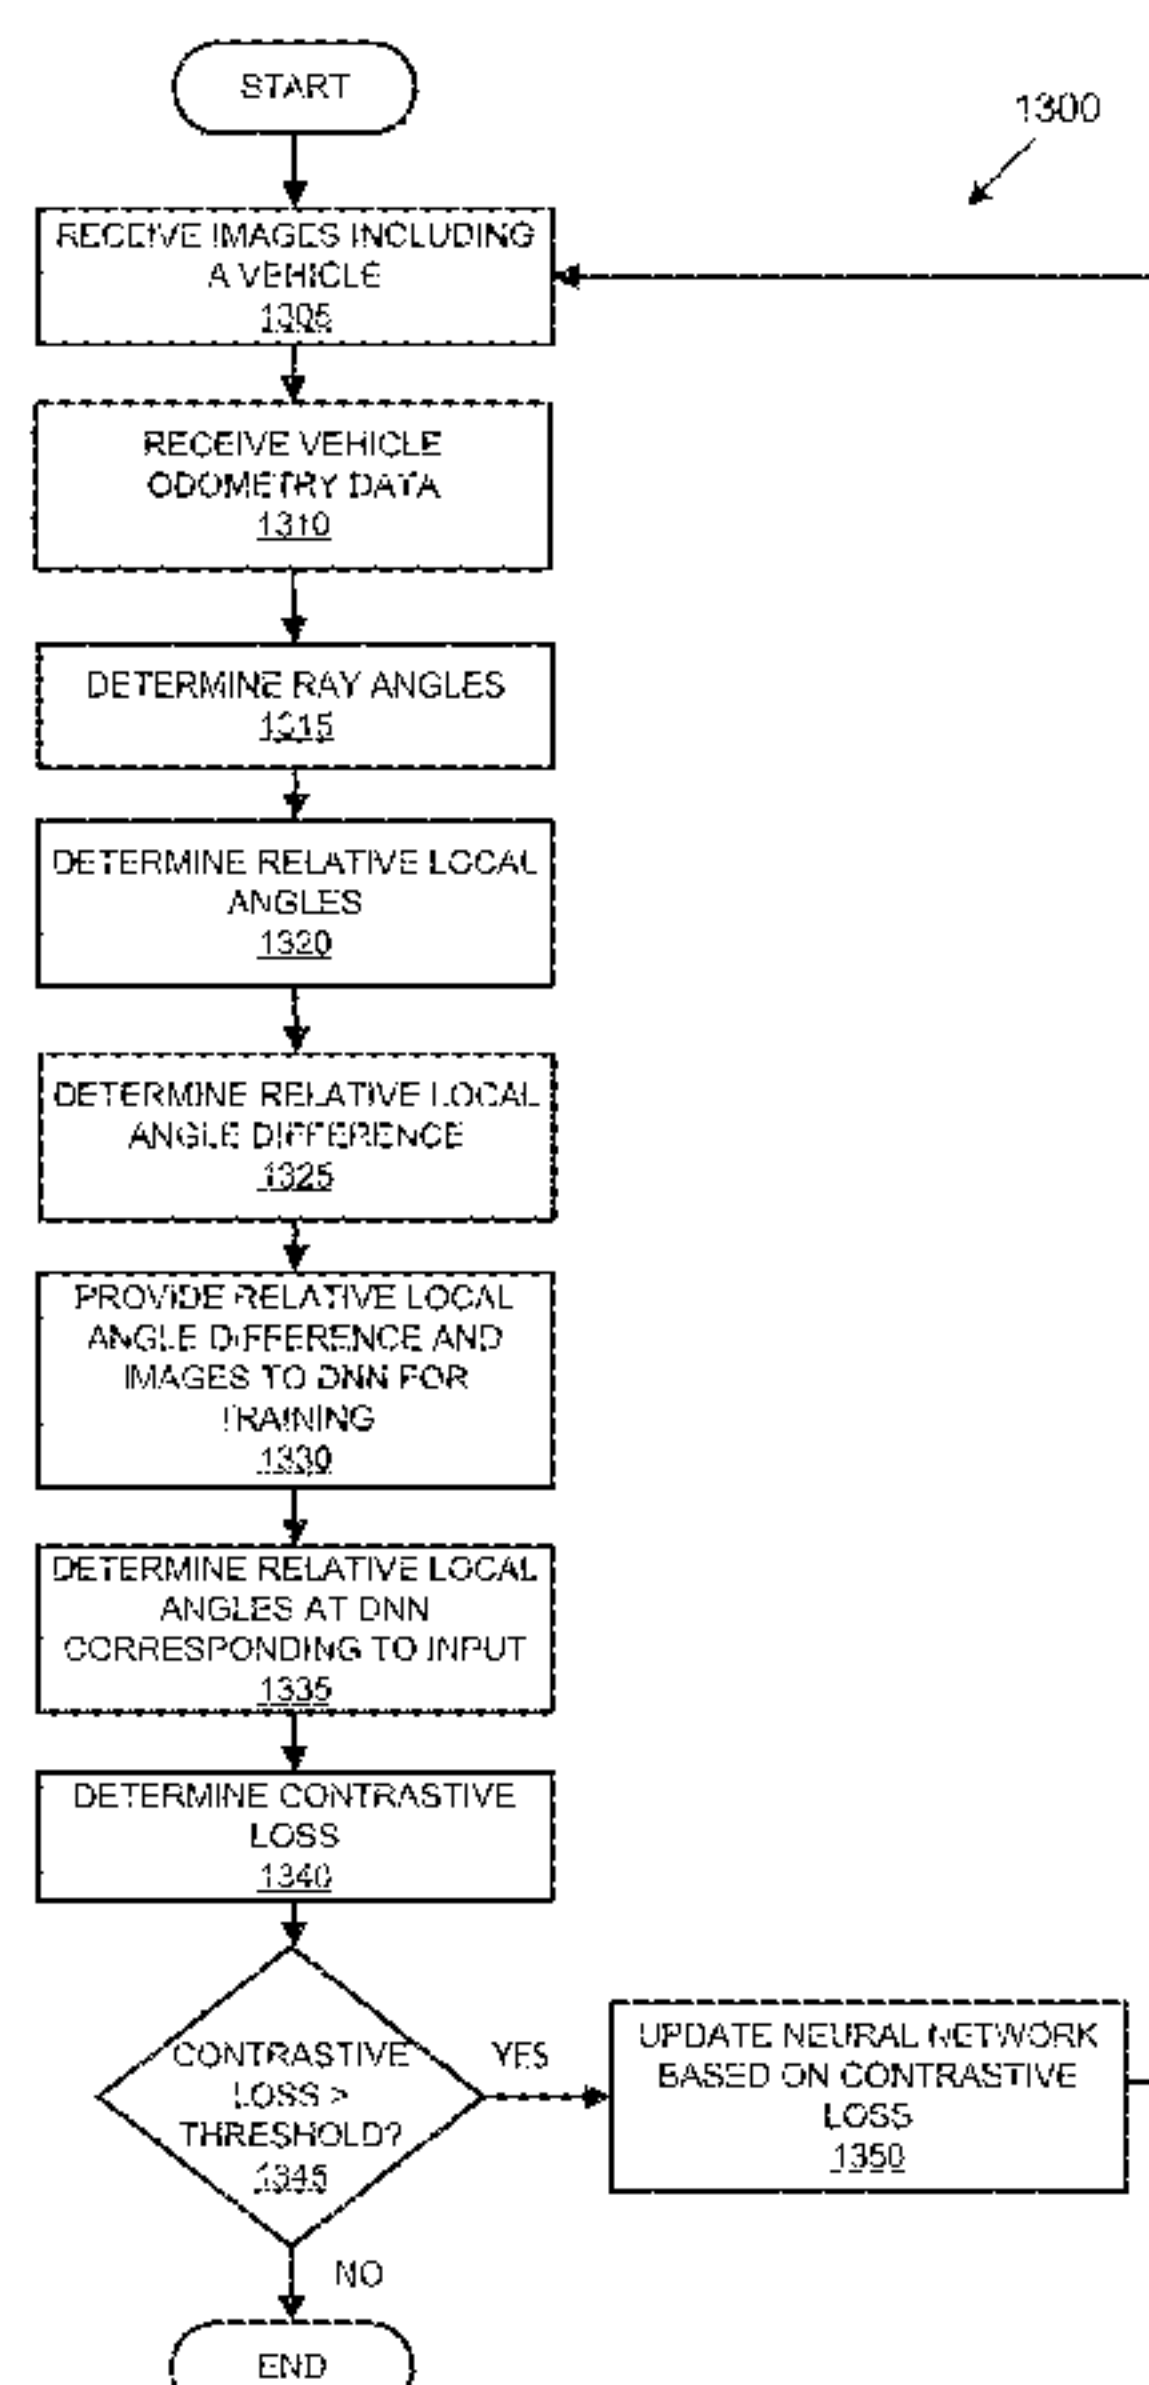 START
1300
RECEIVE IMAGES INCLUDING
A VEHICLE
1305
RECEIVE VEHICLE
ODOMETRY DATA
1310
DETERMINE RAY ANGLES
1315
DETERMINE RELATIVE LOCAL
ANGLES
1320
DETERMINE RELATIVE LOCAL
ANGLE DIFFERENCE
1325
PROVIDE RELATIVE LOCAL
ANGLE DIFFERENCE AND
IMAGES TO DNN FOR
TRAINING
1330
DETERMINE RELATIVE LOCAL
ANGLES AT DNN
CORRESPONDING TO INPUT
1335
DETERMINE CONTRASTIVE
LOSS
1340
CONTRASTIVE
LOSS >
THRESHOLD?
1345
YES
UPDATE NEURAL NETWORK
BASED ON CONTRASTIVE
LOSS
1350
NO
END